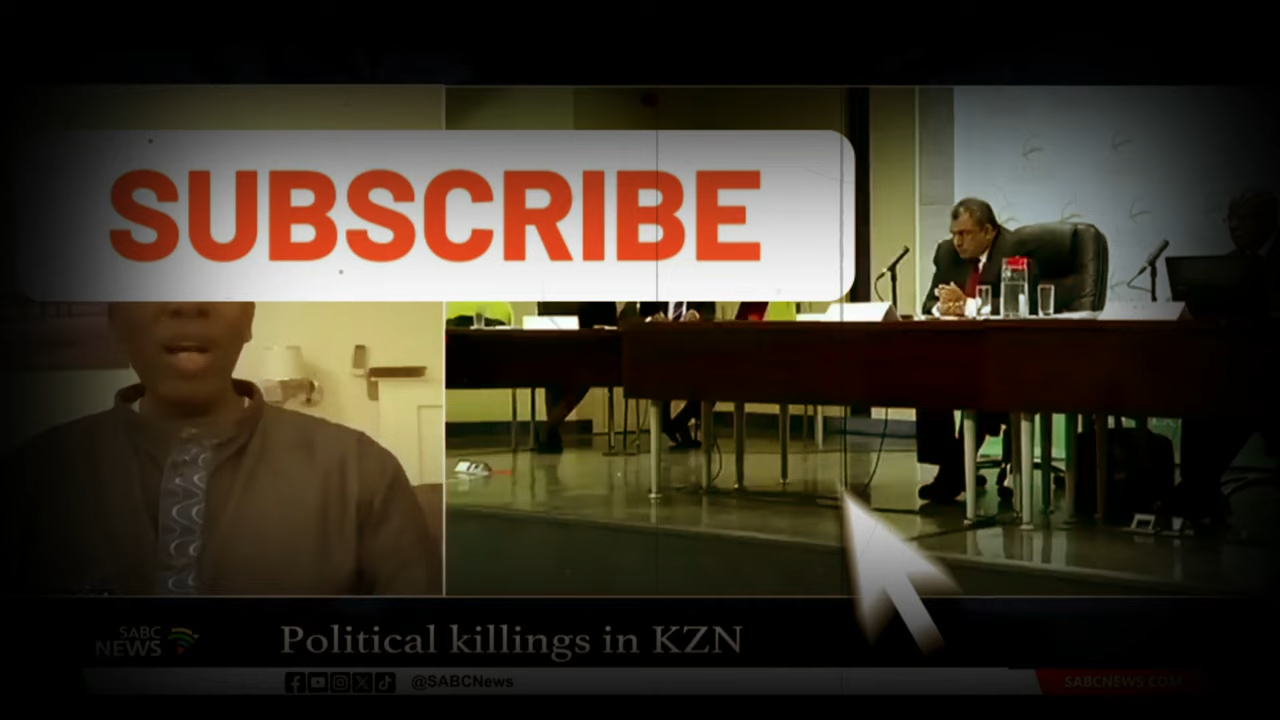 SUBSCRIBE
SABC
NEWS
Political killings in KZN
@SABCNews
SABCNEWS.COM